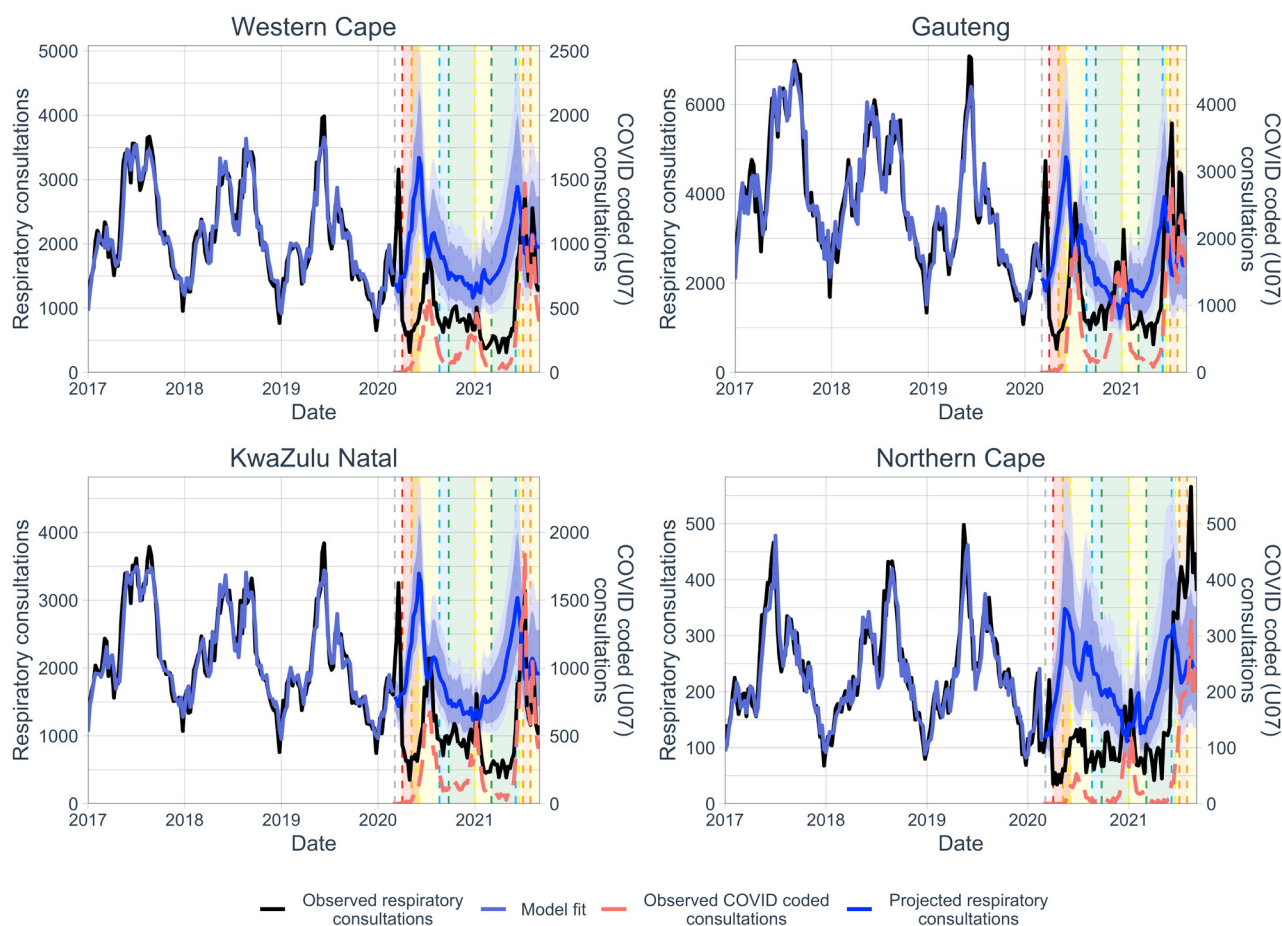 Western Cape
Respiratory consultations
5000
4000
3000
2000
1000
0
2500
2000
1500
1000
500
0
COVID coded (U07)
consultations
2017 2018 2019 2020 2021
Date
Gauteng
Respiratory consultations
6000
4000
2000
0
4000
3000
2000
1000
0
COVID coded (U07)
consultations
2017 2018 2019 2020 2021
Date
KwaZulu Natal
Respiratory consultations
4000
3000
2000
1000
0
2000
1500
1000
500
0
COVID coded (U07)
consultations
2017 2018 2019 2020 2021
Date
Northern Cape
Respiratory consultations
500
400
300
200
100
0
500
400
300
200
100
0
COVID coded (U07)
consultations
2017 2018 2019 2020 2021
Date
Observed respiratory
consultations
Model fit
Observed COVID coded
consultations
Projected respiratory
consultations